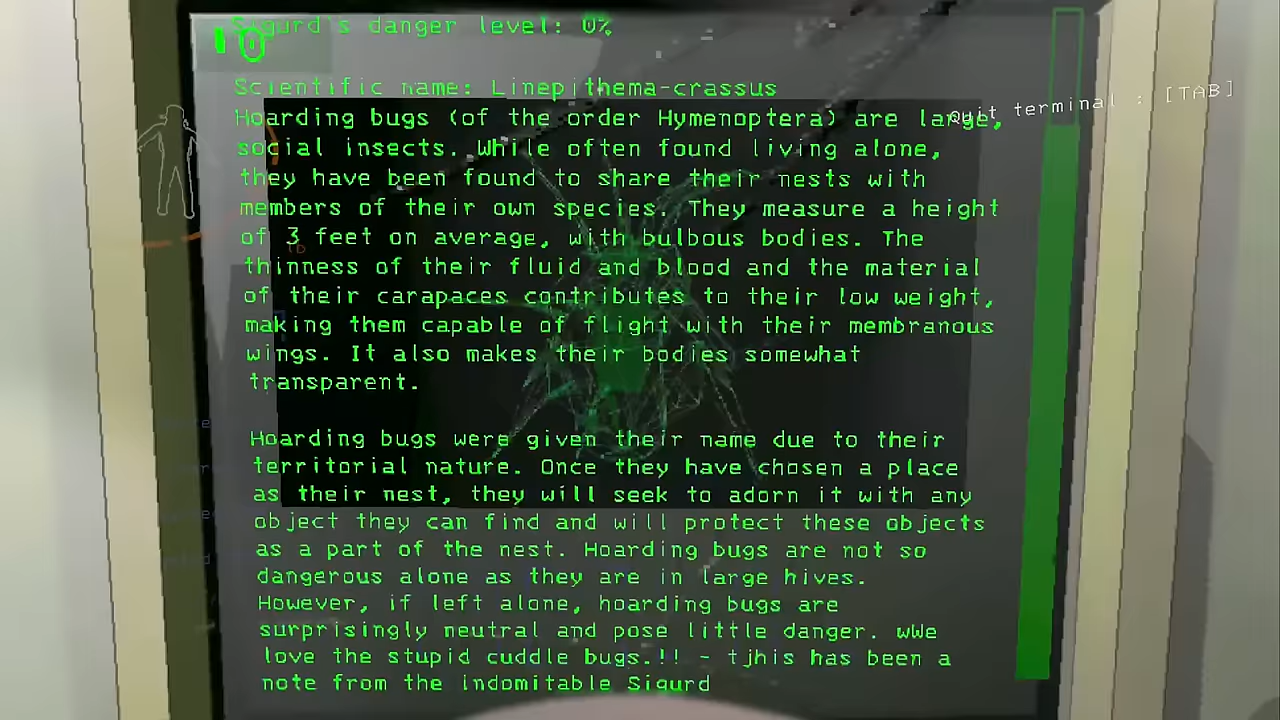 Sigurd's danger level: 0%
Scientific name: Linepithema-crassus
Quit terminal : [TAB]
Hoarding bugs (of the order Hymenoptera) are large,
social insects. While often found living alone,
they have been found to share their nests with
members of their own species. They measure a height
of 3 feet on average, with bulbous bodies. The
thinness of their fluid and blood and the material
of their carapaces contributes to their low weight,
making them capable of flight with their membranous
wings. It also makes their bodies somewhat
transparent.
Hoarding bugs were given their name due to their
territorial nature. Once they have chosen a place
as their nest, they will seek to adorn it with any
object they can find and will protect these objects
as a part of the nest. Hoarding bugs are not so
dangerous alone as they are in large hives.
However, if left alone, hoarding bugs are
surprisingly neutral and pose little danger. wWe
love the stupid cuddle bugs.!! - tjhis has been a
note from the indomitable Sigurd